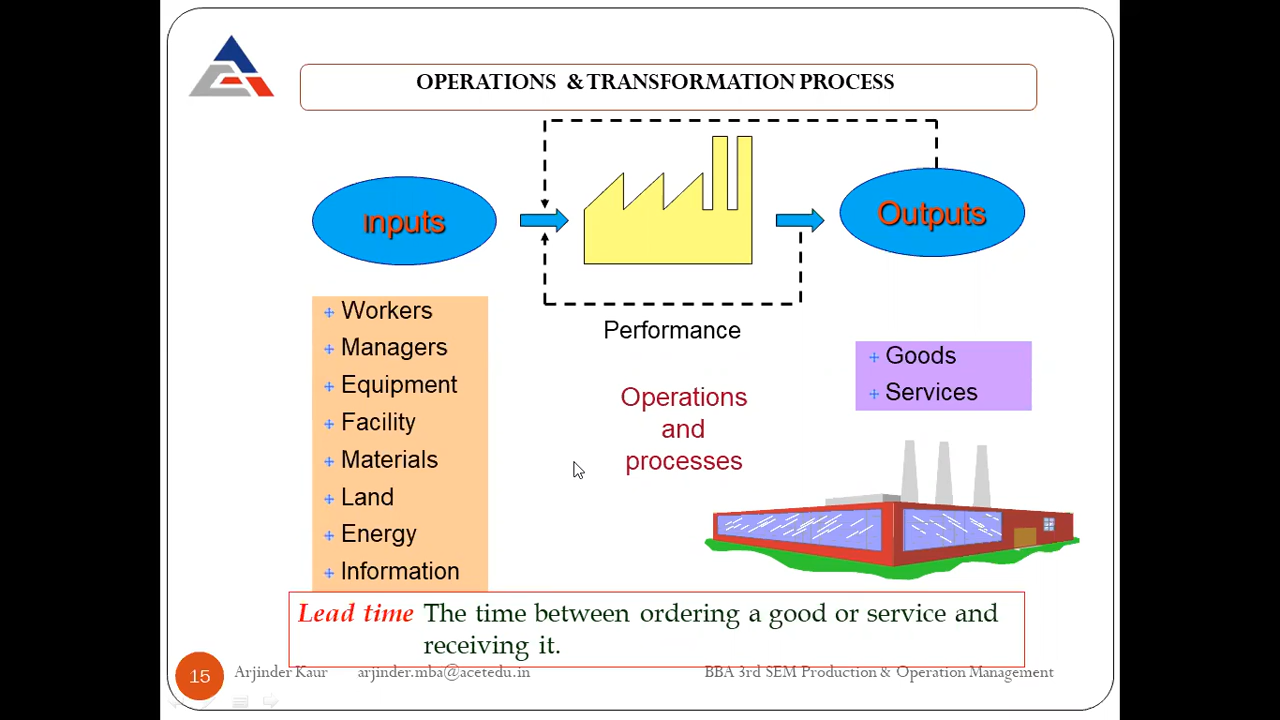 OPERATIONS & TRANSFORMATION PROCESS
Inputs
Outputs
Workers
Managers
Equipment
Facility
Materials
Land
Energy
Information
Performance
Operations
and
processes
Goods
Services
Lead time The time between ordering a good or service and
receiving it.
15 Arjinder Kaur arjinder.mba@acetedu.in BBA 3rd SEM Production & Operation Management